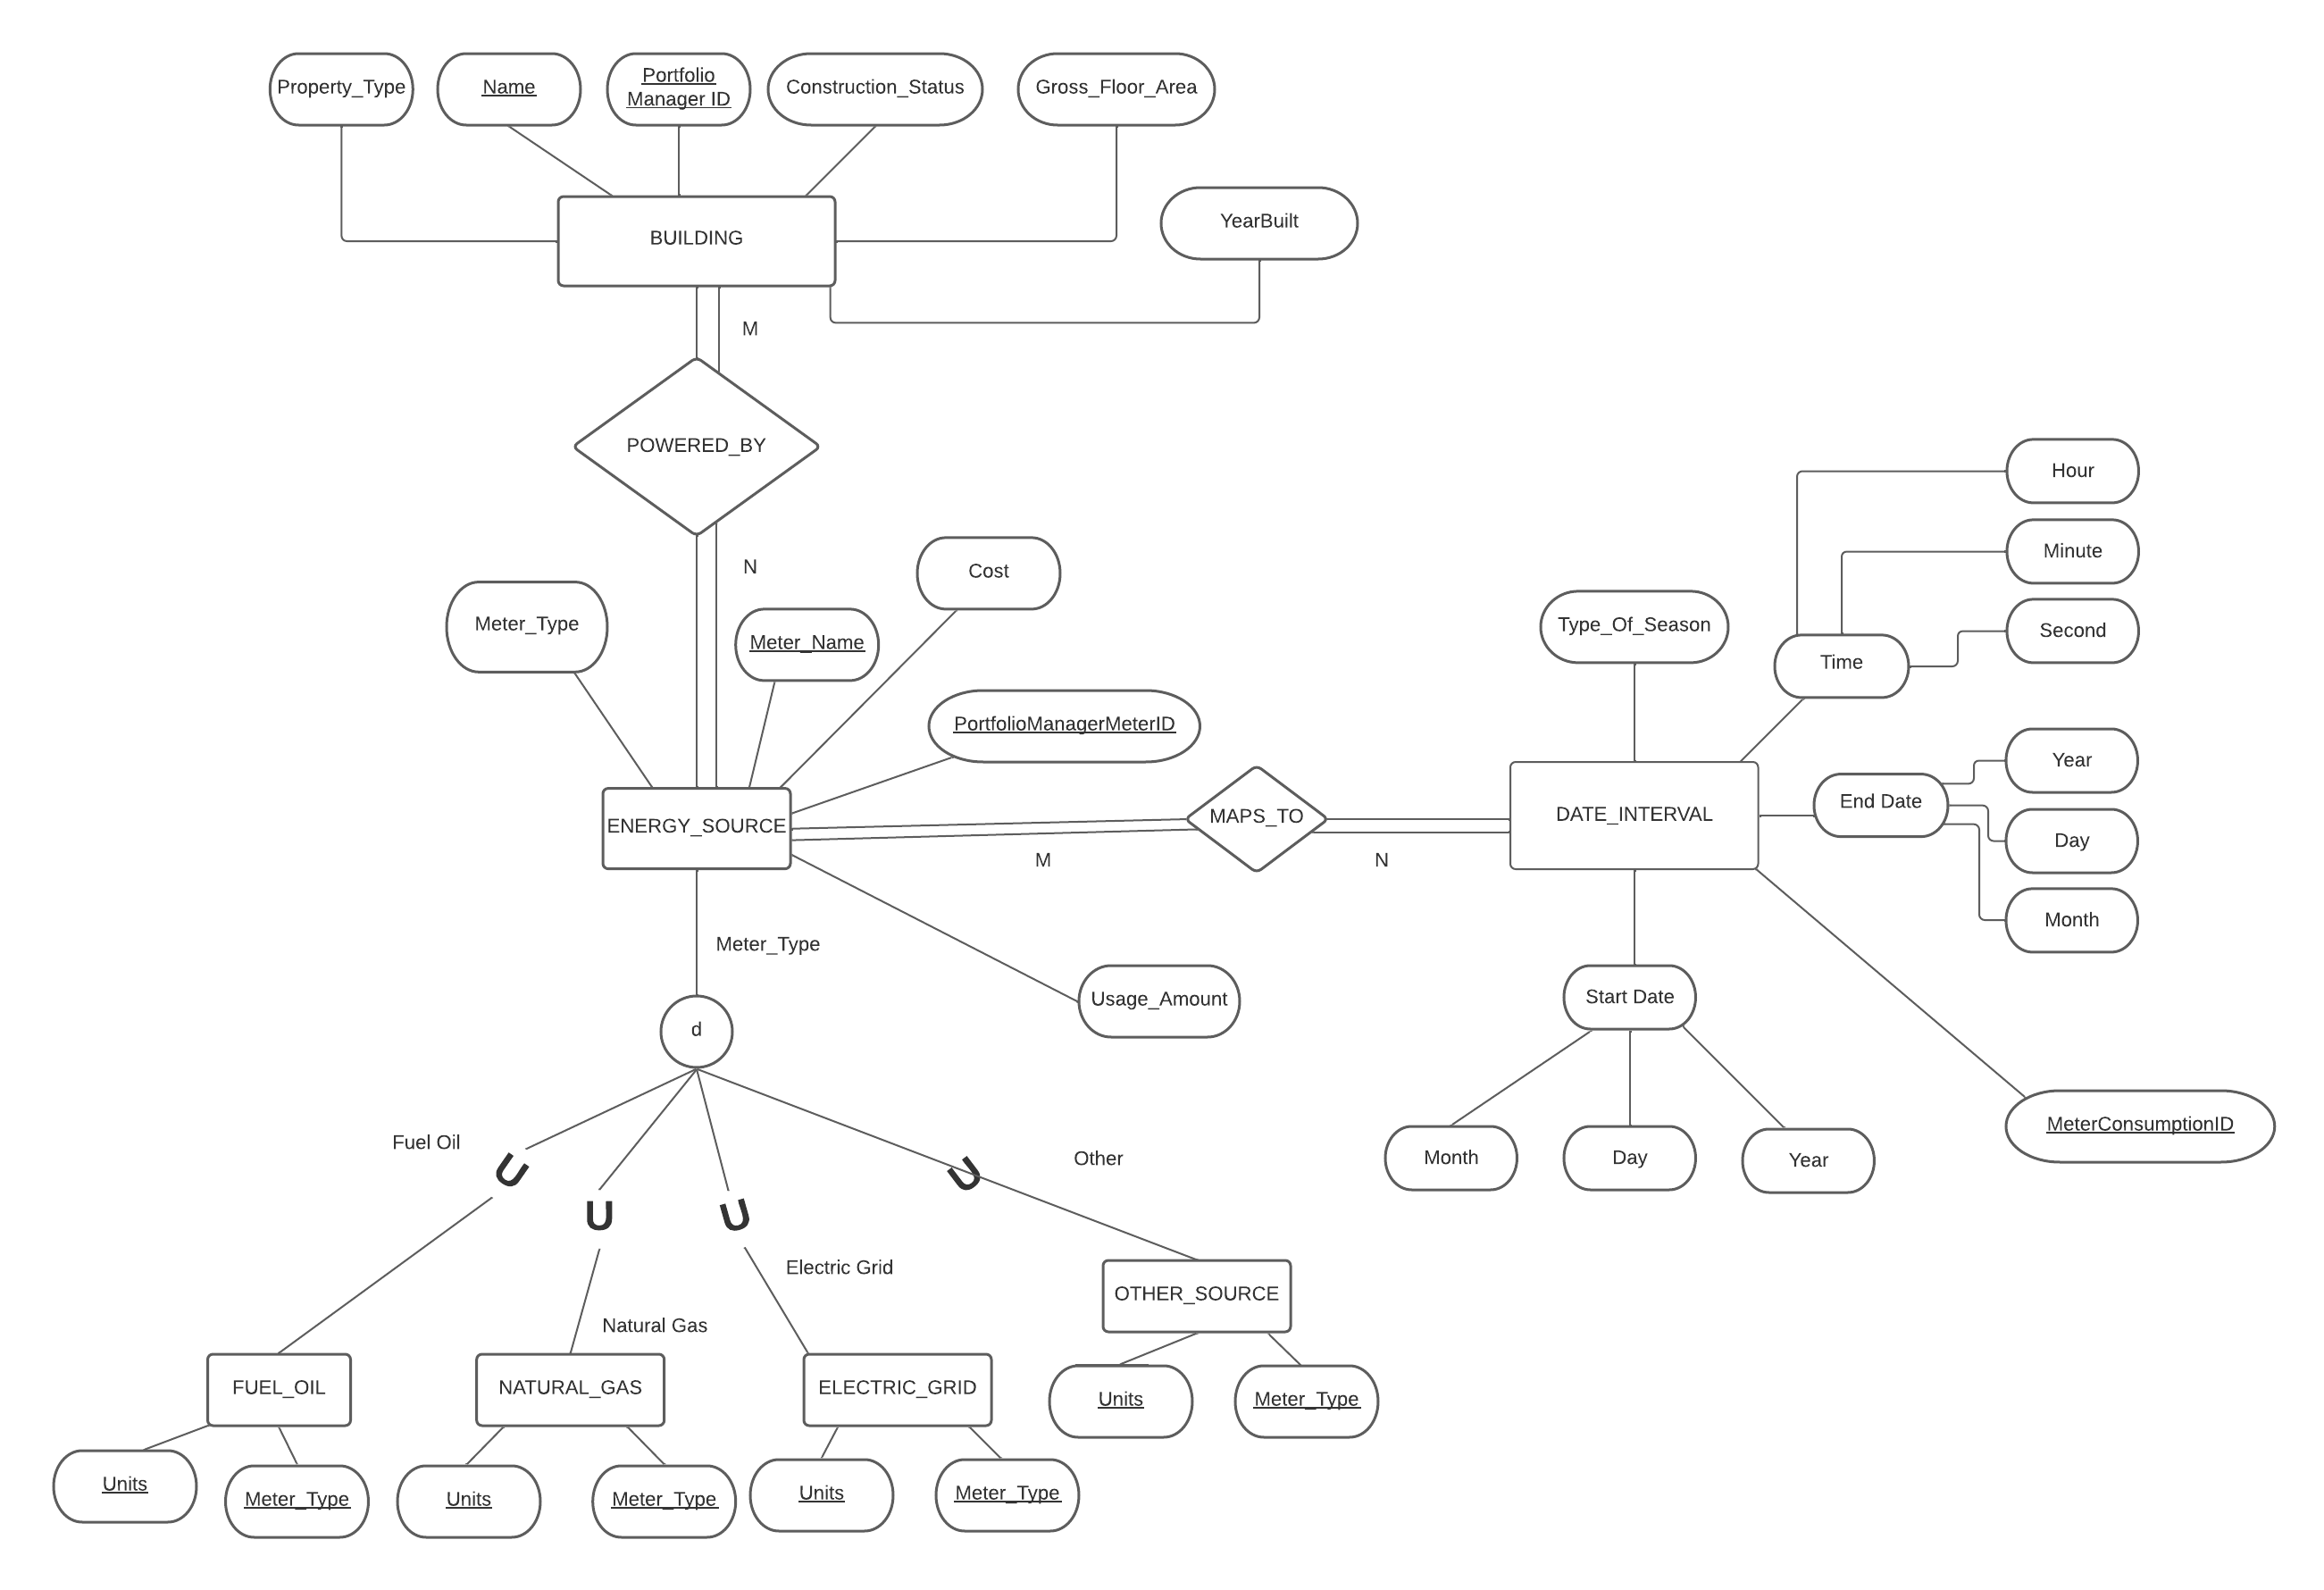 Property_Type
Name
Portfolio
Manager ID
Construction_Status
Gross_Floor_Area
YearBuilt
BUILDING
M
POWERED_BY
N
Meter_Type
Meter_Name
Cost
PortfolioManagerMeterID
ENERGY_SOURCE
MAPS_TO
M
N
DATE_INTERVAL
Type_Of_Season
Time
Hour
Minute
Second
End Date
Year
Day
Month
Start Date
Month
Day
Year
MeterConsumptionID
Usage_Amount
Meter_Type
d
Fuel Oil
U
U
U
U
Other
Electric Grid
Natural Gas
OTHER_SOURCE
FUEL_OIL
NATURAL_GAS
ELECTRIC_GRID
Units
Meter_Type
Units
Meter_Type
Units
Meter_Type
Units
Meter_Type